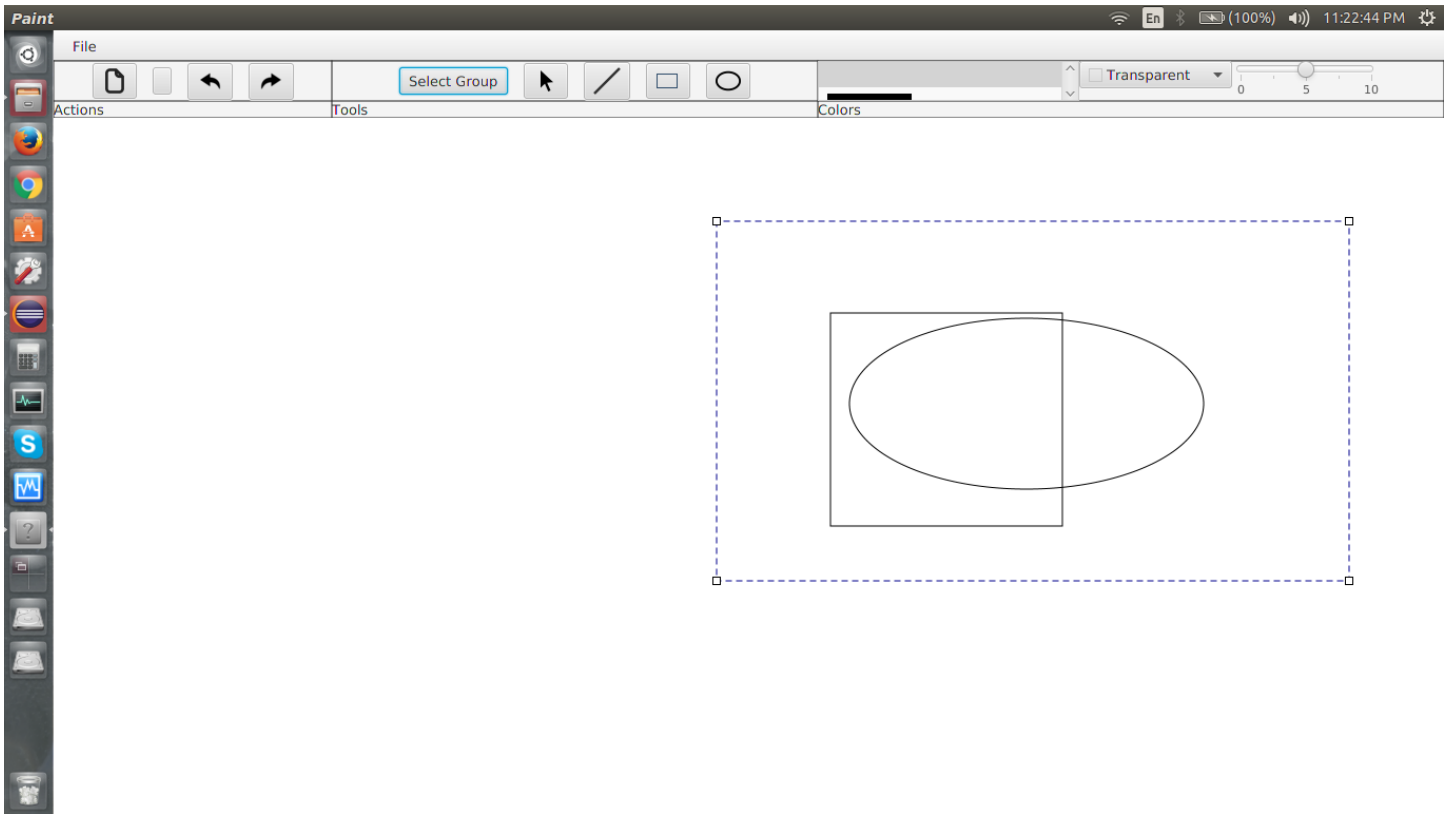 Paint
En
(100%)
11:22:44 PM
File
Select Group
Transparent
0 5 10
Actions
Tools
Colors